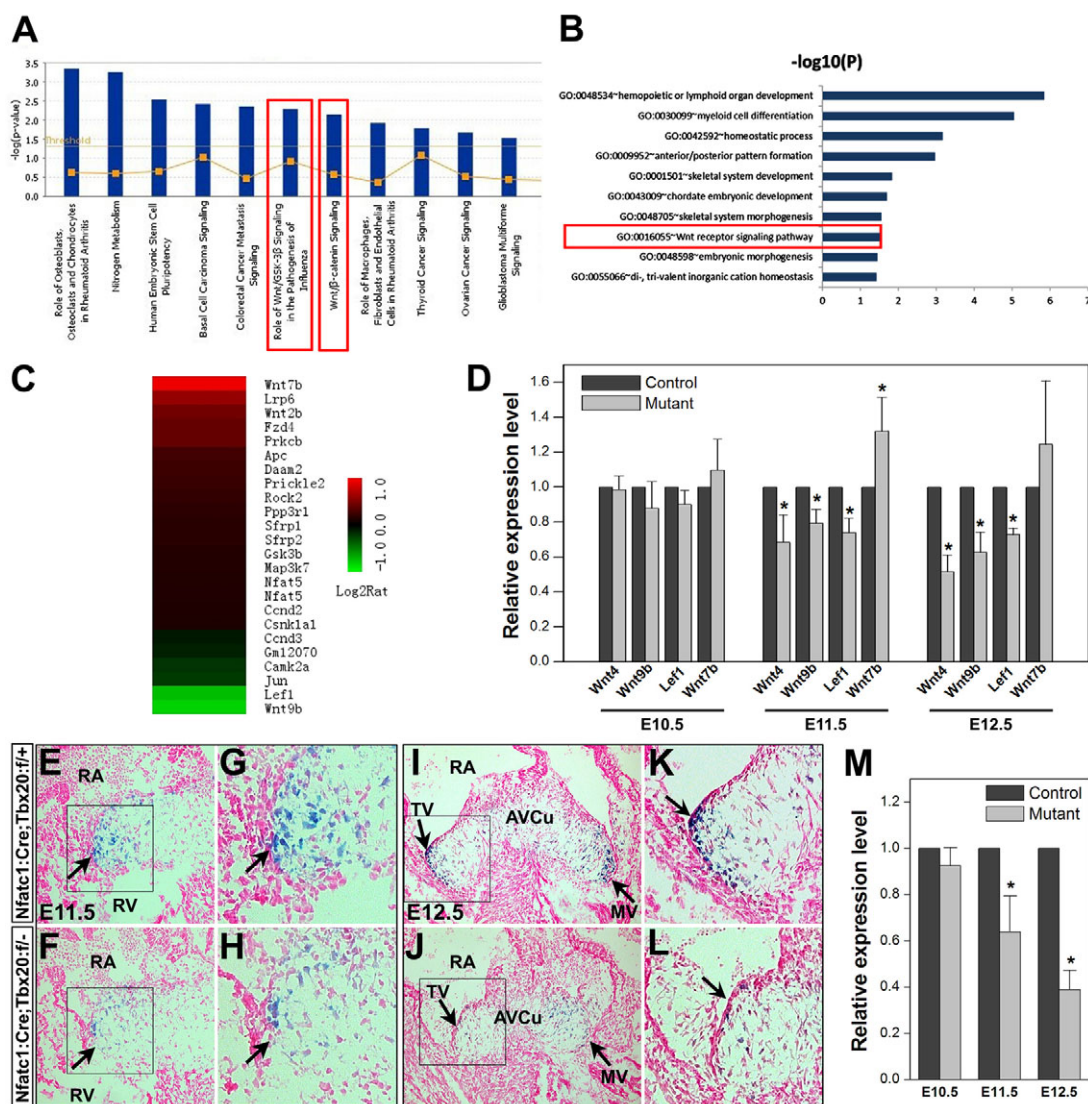 A
3.5
3.0
2.5
2.0
1.5
1.0
0.5
0.0
-log(p-value)
Threshold
Role of Osteoblasts,
Osteoclasts and Chondrocytes
in Rheumatoid Arthritis
Nitrogen Metabolism
Human Embryonic Stem Cell
Pluripotency
Basal Carcinoma Signaling
Colorectal Cancer Metastasis
Signaling
Role of Wnt/GSK-3β Signaling
in the Pathogenesis of
Influenza
Wnt/β-catenin Signaling
Role of Macrophages,
Fibroblasts and Endothelial
Cells in Rheumatoid Arthritis
Thyroid Cancer Signaling
Ovarian Cancer Signaling
Glioblastoma Multiforme
Signaling
B
-log10(P)
GO:0048534~hemopoietic or lymphoid organ development
GO:0030099~myeloid cell differentiation
GO:0042592~homeostatic process
GO:0009952~anterior/posterior pattern formation
GO:0001501~skeletal system development
GO:0043009~chordate embryonic development
GO:0048705~skeletal system morphogenesis
GO:0016055~Wnt receptor signaling pathway
GO:0048598~embryonic morphogenesis
GO:0055066~di-, tri-valent inorganic cation homeostasis
0 1 2 3 4 5 6 7
C
Wnt7b
Lrp6
Wnt2b
Fzd4
Prkcb
Apc
Daam2
Prickle2
Rock2
Ppp3r1
Sfrp1
Sfrp2
Gsk3b
Map3k7
Nfat5
Nfat5
Ccnd2
Csnk1a1
Ccnd3
Gm12070
Camk2a
Jun
Lef1
Wnt9b
-1.0 0 1.0
Log2Rat
D
Relative expression level
1.6
1.4
1.2
1.0
0.8
0.6
0.4
0.2
0.0
Control
Mutant
* * * *
* * *
Wnt4 Wnt9b Lef1 Wnt7b
Wnt4 Wnt9b Lef1 Wnt7b
Wnt4 Wnt9b Lef1 Wnt7b
E10.5 E11.5 E12.5
Nfatc1:Cre;Tbx20:f/+
E
RA
RV
E11.5
G
I
RA
TV
AVCu
MV
E12.5
K
Nfatc1:Cre;Tbx20:f/-
F
RA
RV
H
J
RA
TV
AVCu
MV
L
M
Relative expression level
1.2
1.0
0.8
0.6
0.4
0.2
0.0
Control
Mutant
*
*
E10.5 E11.5 E12.5